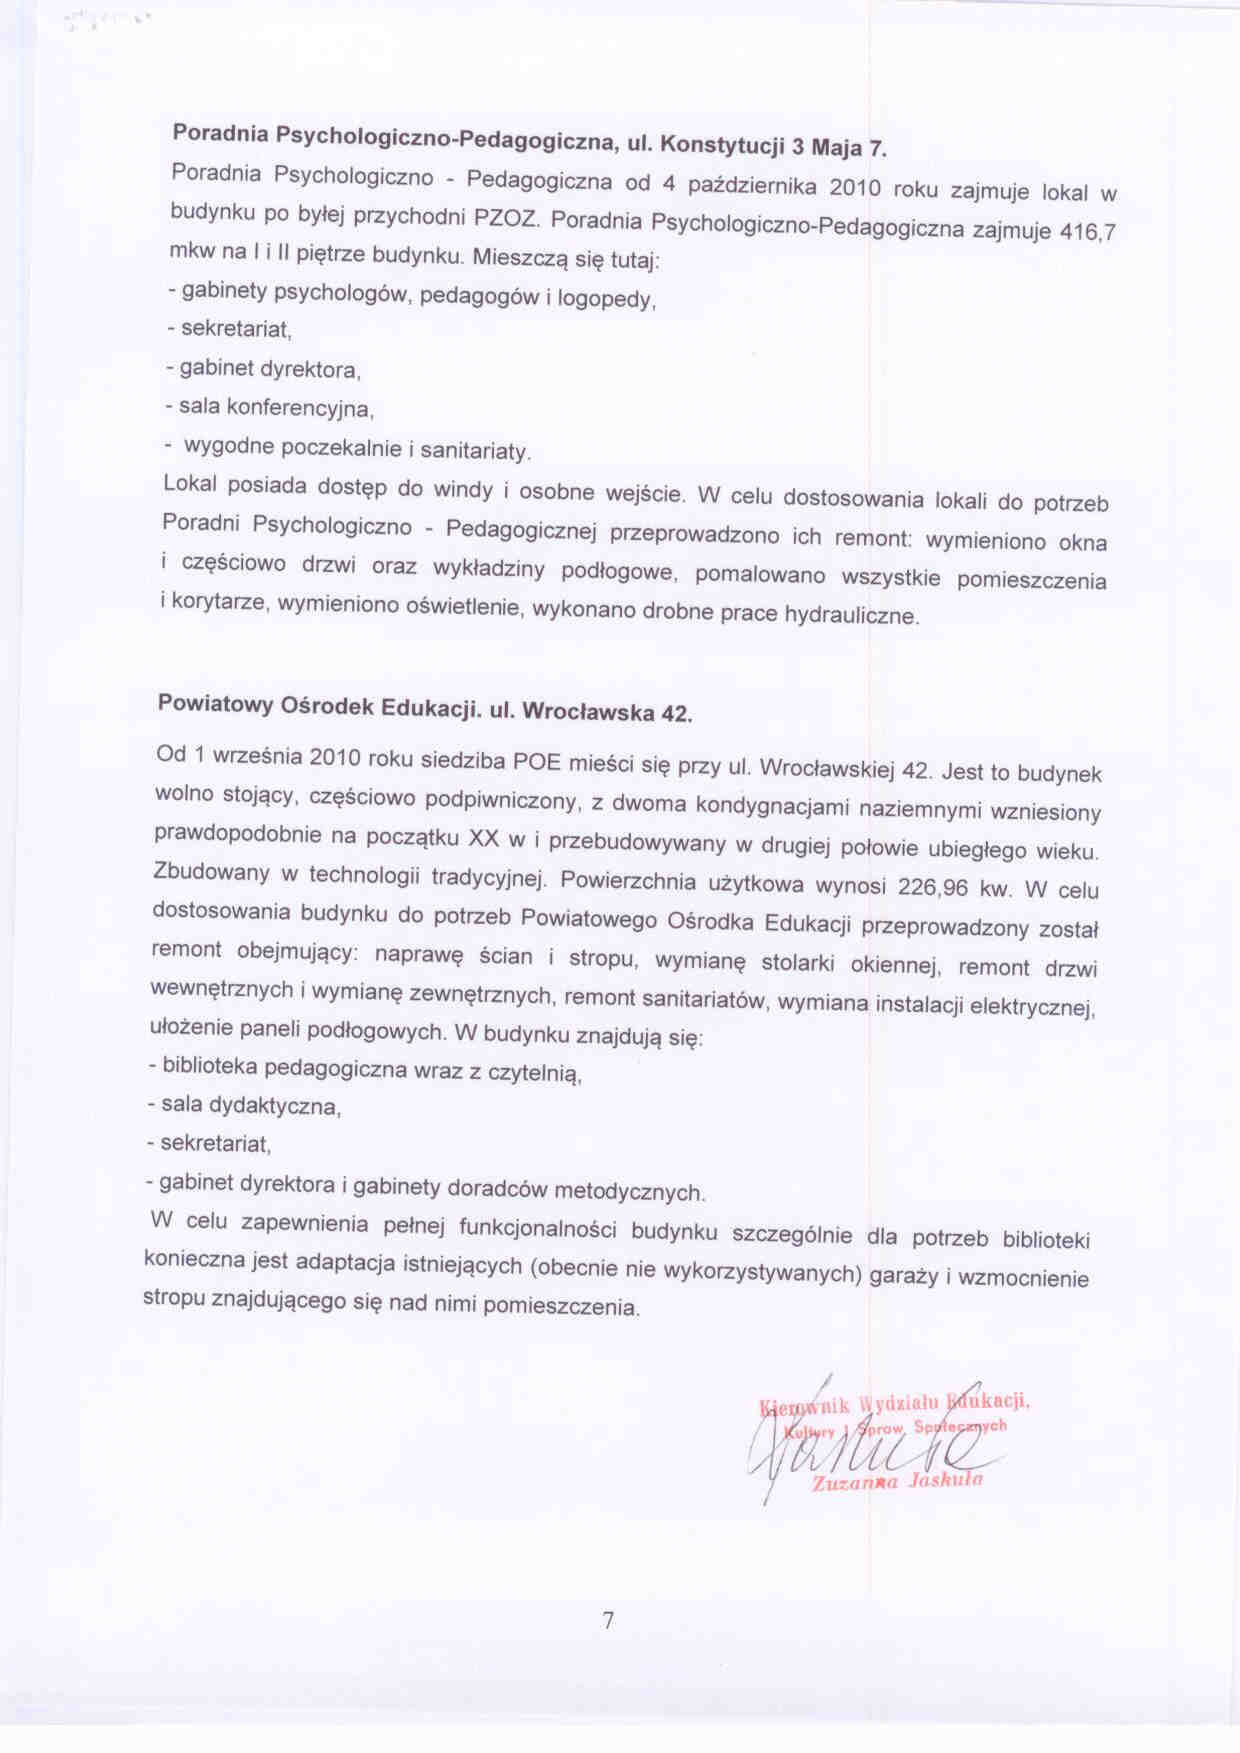 Poradnia Psychologiczno-Pedagogiczna, ul. Konstytucji 3 Maja 7.
Poradnia Psychologiczno - Pedagogiczna od 4 października 2010 roku zajmuje lokal w
budynku po byłej przychodni PZOZ. Poradnia Psychologiczno-Pedagogiczna zajmuje 416,7
mkw na I i II piętrze budynku. Mieszczą się tutaj:
- gabinety psychologów, pedagogów i logopedy,
- sekretariat,
- gabinet dyrektora,
- sala konferencyjna,
- wygodne poczekalnie i sanitariaty.
Lokal posiada dostęp do windy i osobne wejście. W celu dostosowania lokali do potrzeb
Poradni Psychologiczno - Pedagogicznej przeprowadzono ich remont: wymieniono okna
i częściowo drzwi oraz wykładziny podłogowe, pomalowano wszystkie pomieszczenia
i korytarze, wymieniono oświetlenie, wykonano drobne prace hydrauliczne.
Powiatowy Ośrodek Edukacji. ul. Wrocławska 42.
Od 1 września 2010 roku siedziba POE mieści się przy ul. Wrocławskiej 42. Jest to budynek
wolno stojący, częściowo podpiwniczony, z dwoma kondygnacjami naziemnymi wzniesiony
prawdopodobnie na początku XX w i przebudowywany w drugiej połowie ubiegłego wieku.
Zbudowany w technologii tradycyjnej. Powierzchnia użytkowa wynosi 226,96 kw. W celu
dostosowania budynku do potrzeb Powiatowego Ośrodka Edukacji przeprowadzony został
remont obejmujący: naprawę ścian i stropu, wymianę stolarki okiennej, remont drzwi
wewnętrznych i wymianę zewnętrznych, remont sanitariatów, wymiana instalacji elektrycznej,
ułożenie paneli podłogowych. W budynku znajdują się:
- biblioteka pedagogiczna wraz z czytelnią,
- sala dydaktyczna,
- sekretariat,
- gabinet dyrektora i gabinety doradców metodycznych.
W celu zapewnienia pełnej funkcjonalności budynku szczególnie dla potrzeb biblioteki
konieczna jest adaptacja istniejących (obecnie nie wykorzystywanych) garaży i wzmocnienie
stropu znajdującego się nad nimi pomieszczenia.
Kierownik Wydziału Edukacji,
Kultury i Spraw Społecznych
Zuzanna Jaskuła
7